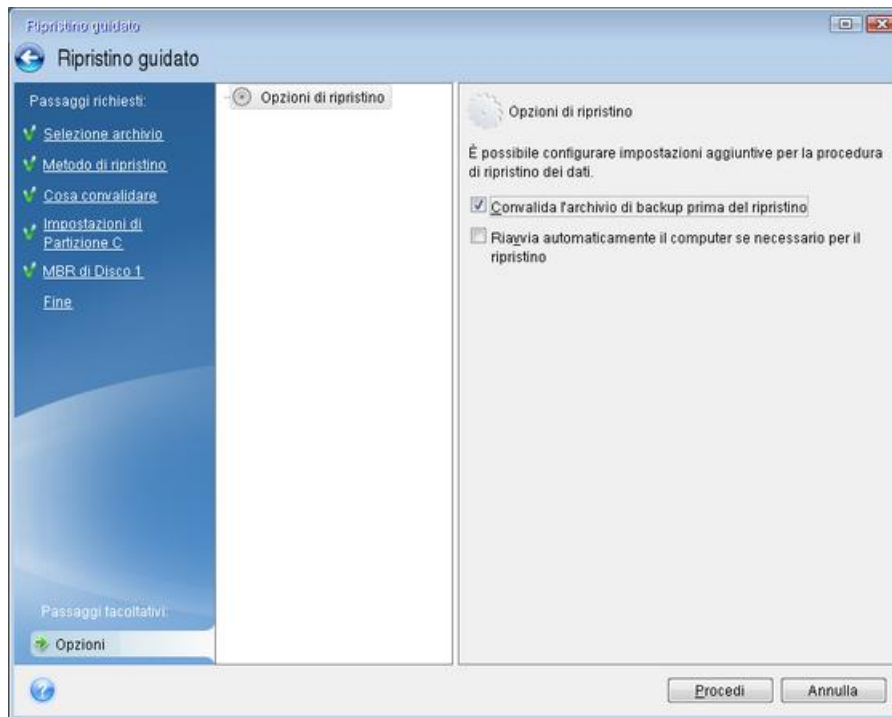 Ripristino guidato
Ripristino guidato
Passaggi richiesti:
Selezione archivio
Metodo di ripristino
Cosa convalidare
Impostazioni di
Partizione C
MBR di Disco 1
Fine
Passaggi facoltativi:
Opzioni
Opzioni di ripristino
Opzioni di ripristino
È possibile configurare impostazioni aggiuntive per la procedura
di ripristino dei dati.
Convalida l'archivio di backup prima del ripristino
Riavvia automaticamente il computer se necessario per il
ripristino
Procedi
Annulla